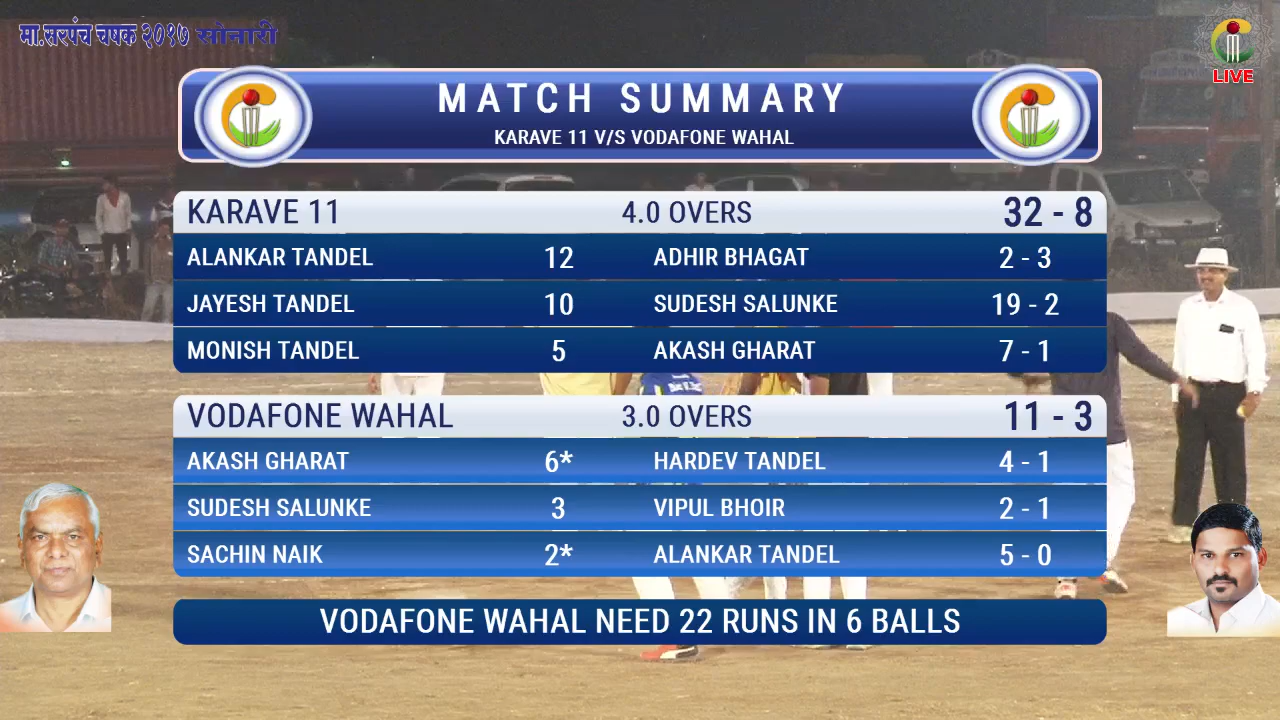 मा.सरपंच चषक २०१७ सोनारी
LIVE
MATCH SUMMARY
KARAVE 11 V/S VODAFONE WAHAL
KARAVE 11 4.0 OVERS 32 - 8
ALANKAR TANDEL 12 ADHIR BHAGAT 2 - 3
JAYESH TANDEL 10 SUDESH SALUNKE 19 - 2
MONISH TANDEL 5 AKASH GHARAT 7 - 1
VODAFONE WAHAL 3.0 OVERS 11 - 3
AKASH GHARAT 6* HARDEV TANDEL 4 - 1
SUDESH SALUNKE 3 VIPUL BHOIR 2 - 1
SACHIN NAIK 2* ALANKAR TANDEL 5 - 0
VODAFONE WAHAL NEED 22 RUNS IN 6 BALLS